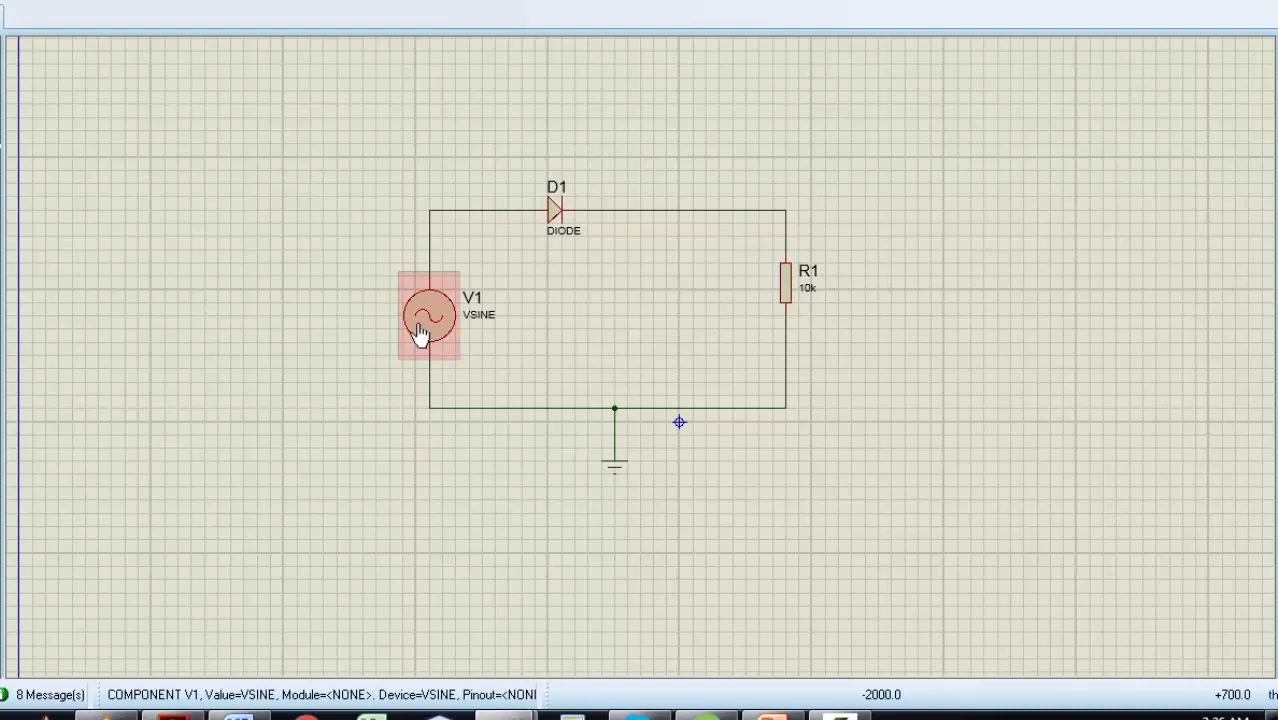 D1
DIODE
V1
VSINE
R1
10k
8 Message(s)
COMPONENT V1, Value=VSINE, Module=<NONE>. Device=VSINE, Pinout=<NONI
-2000.0
+700.0
th